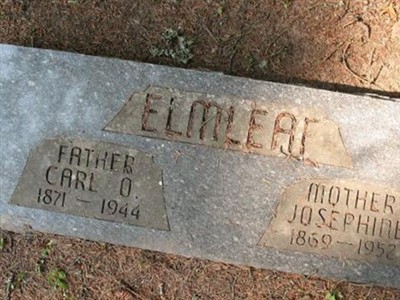 ELMLEAF
FATHER
CARL O.
1871 - 1944
MOTHER
JOSEPHINE
1869 - 1952